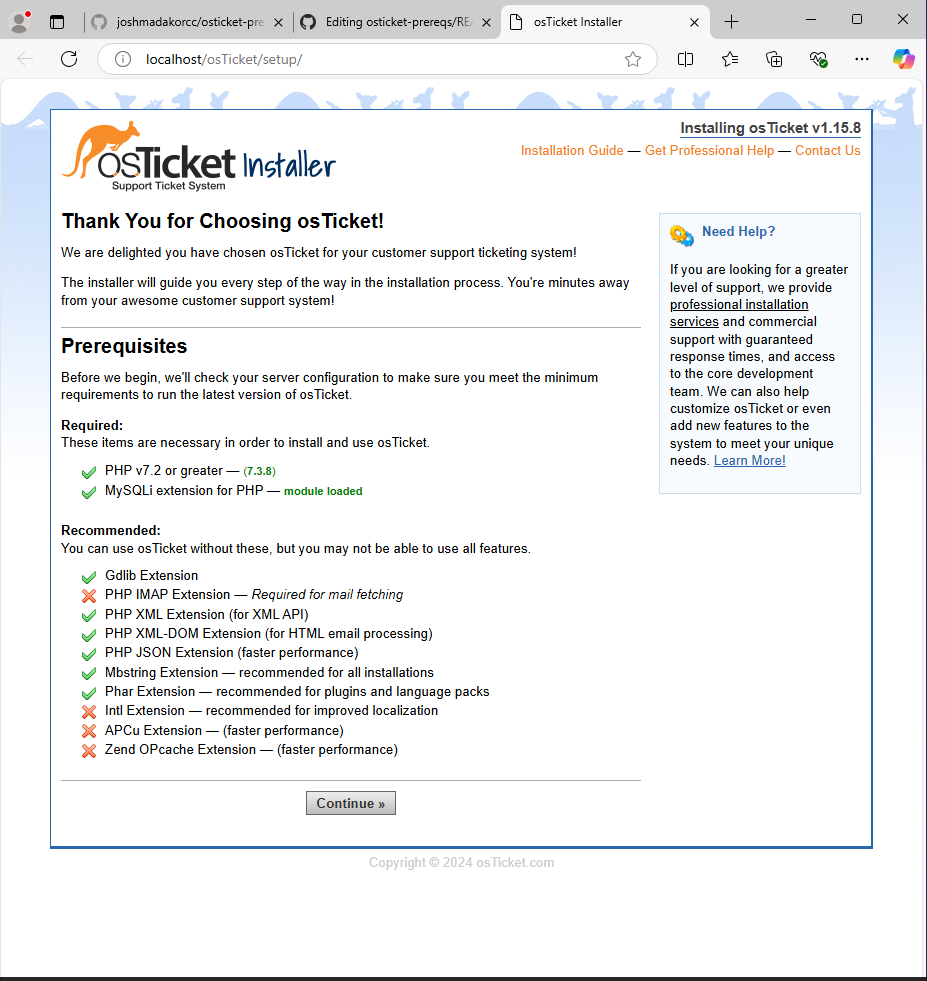 joshmadakorcc/osticket-pre
Editing osticket-prereqs/REA
osTicket Installer
localhost/osTicket/setup/
osTicket Installer
Support Ticket System
Installing osTicket v1.15.8
Installation Guide — Get Professional Help — Contact Us
Thank You for Choosing osTicket!
We are delighted you have chosen osTicket for your customer support ticketing system!
The installer will guide you every step of the way in the installation process. You're minutes away
from your awesome customer support system!
Prerequisites
Before we begin, we'll check your server configuration to make sure you meet the minimum
requirements to run the latest version of osTicket.
Required:
These items are necessary in order to install and use osTicket.
PHP v7.2 or greater — (7.3.8)
MySQLi extension for PHP — module loaded
Recommended:
You can use osTicket without these, but you may not be able to use all features.
Gdlib Extension
PHP IMAP Extension — Required for mail fetching
PHP XML Extension (for XML API)
PHP XML-DOM Extension (for HTML email processing)
PHP JSON Extension (faster performance)
Mbstring Extension — recommended for all installations
Phar Extension — recommended for plugins and language packs
Intl Extension — recommended for improved localization
APCu Extension — (faster performance)
Zend OPcache Extension — (faster performance)
Continue »
Need Help?
If you are looking for a greater
level of support, we provide
professional installation
services and commercial
support with guaranteed
response times, and access
to the core development
team. We can also help
customize osTicket or even
add new features to the
system to meet your unique
needs. Learn More!
Copyright © 2024 osTicket.com